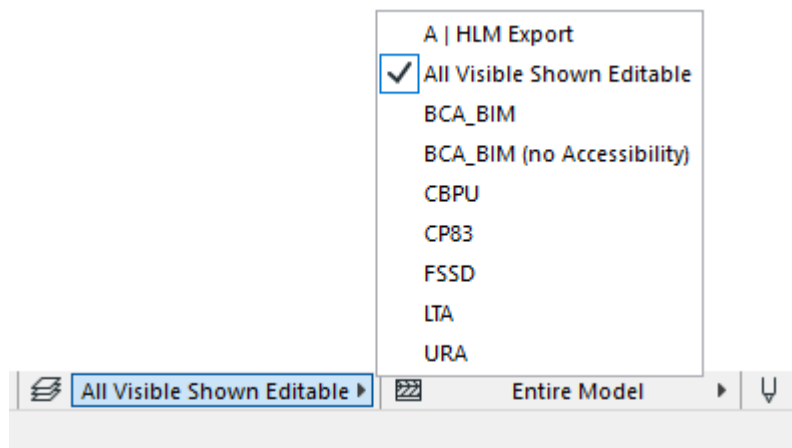 A | HLM Export
All Visible Shown Editable
BCA_BIM
BCA_BIM (no Accessibility)
CBPU
CP83
FSSD
LTA
URA
All Visible Shown Editable
Entire Model